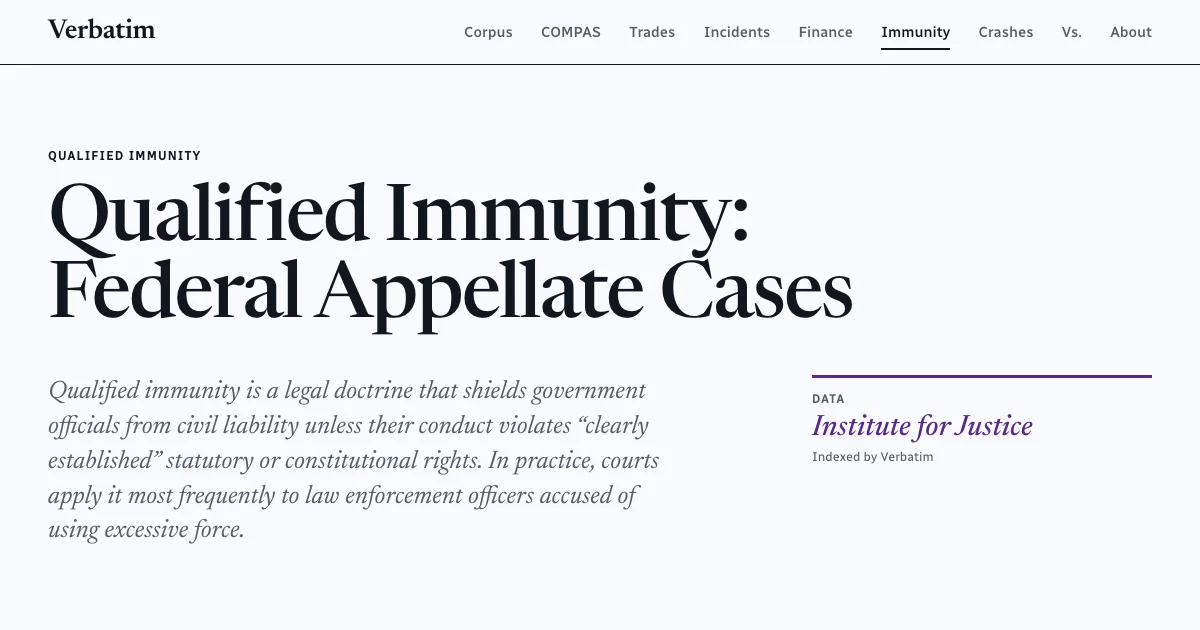 Verbatim
Corpus COMPAS Trades Incidents Finance Immunity Crashes Vs. About
QUALIFIED IMMUNITY
Qualified Immunity:
Federal Appellate Cases
Qualified immunity is a legal doctrine that shields government
officials from civil liability unless their conduct violates “clearly
established” statutory or constitutional rights. In practice, courts
apply it most frequently to law enforcement officers accused of
using excessive force.
DATA
Institute for Justice
Indexed by Verbatim